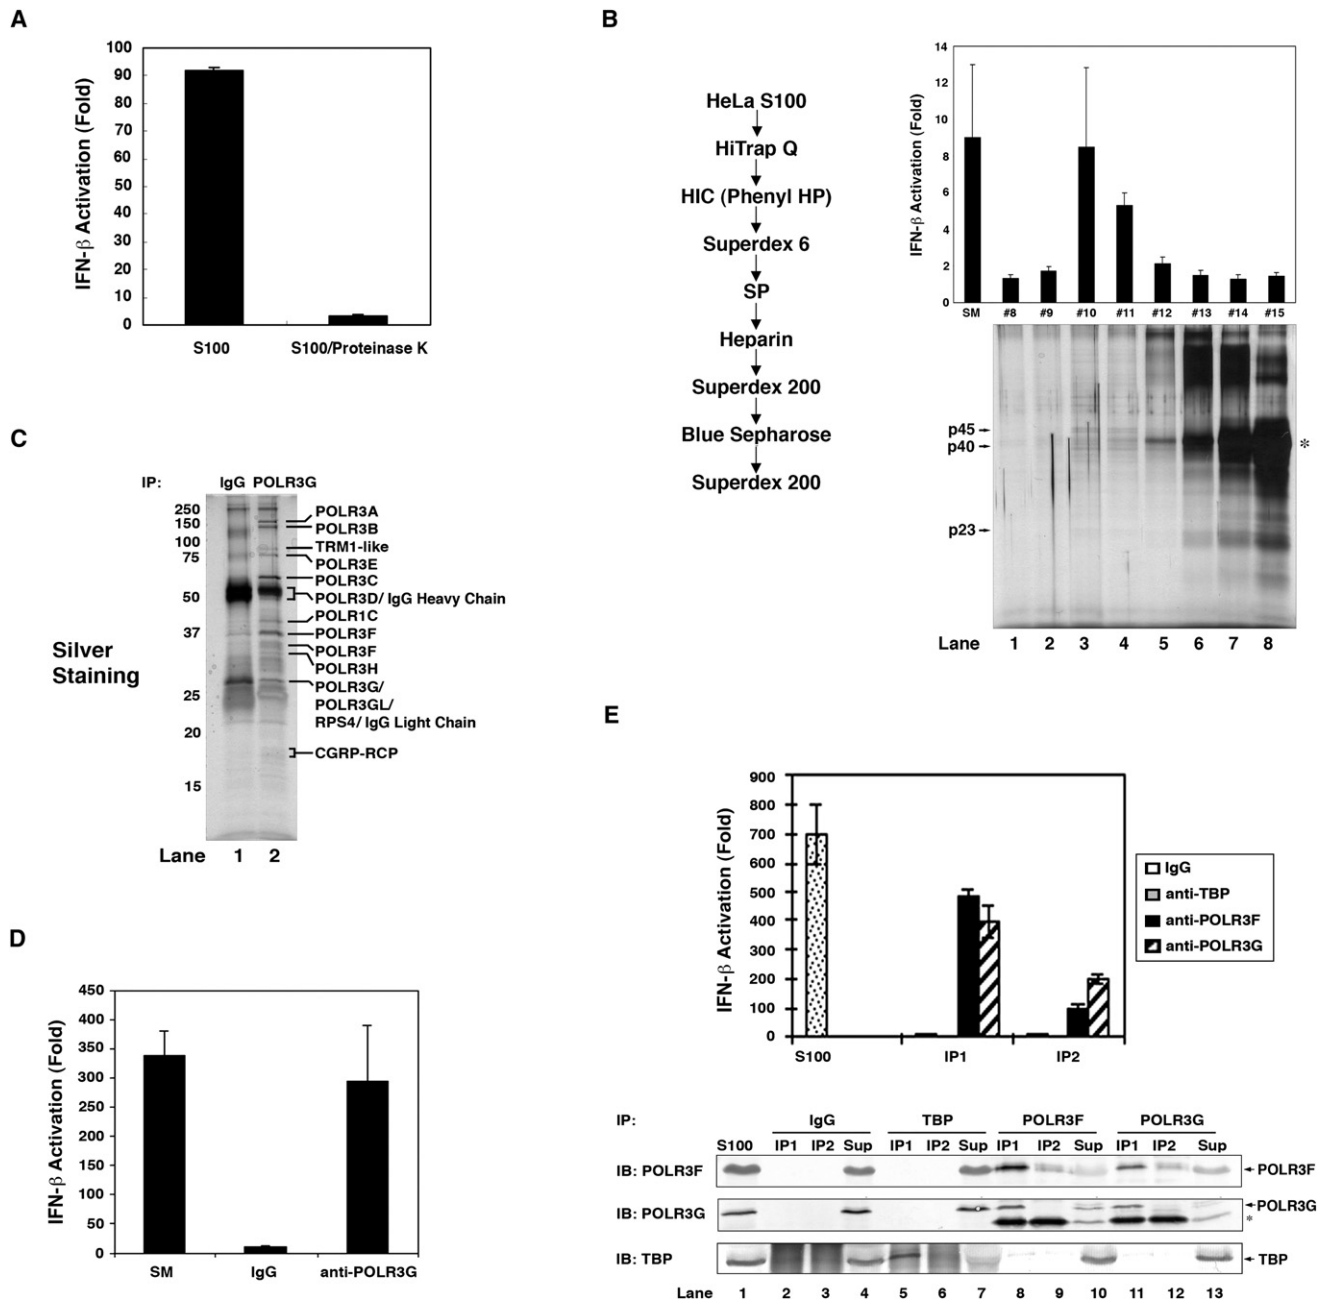 A
IFN-β Activation (Fold)
100
90
80
70
60
50
40
30
20
10
0
S100 S100/Proteinase K
B
HeLa S100
HiTrap Q
HIC (Phenyl HP)
Superdex 6
SP
Heparin
Superdex 200
Blue Sepharose
Superdex 200
IFN-β Activation (Fold)
14
12
10
8
6
4
2
0
SM #8 #9 #10 #11 #12 #13 #14 #15
p45
p40
*
p23
Lane 1 2 3 4 5 6 7 8
C
IP: IgG POLR3G
250
150
100
75
50
37
25
20
15
POLR3A
POLR3B
TRM1-like
POLR3E
POLR3C
POLR3D/ IgG Heavy Chain
POLR1C
POLR3F
POLR3F
POLR3H
POLR3G/
POLR3GL/
RPS4/ IgG Light Chain
CGRP-RCP
Silver
Staining
Lane 1 2
D
IFN-β Activation (Fold)
450
400
350
300
250
200
150
100
50
0
SM IgG anti-POLR3G
E
IFN-β Activation (Fold)
900
800
700
600
500
400
300
200
100
0
S100 IP1 IP2
IgG
anti-TBP
anti-POLR3F
anti-POLR3G
IP: IgG TBP POLR3F POLR3G
S100 IP1 IP2 Sup IP1 IP2 Sup IP1 IP2 Sup IP1 IP2 Sup
IB: POLR3F POLR3F
IB: POLR3G POLR3G
*
IB: TBP TBP
Lane 1 2 3 4 5 6 7 8 9 10 11 12 13